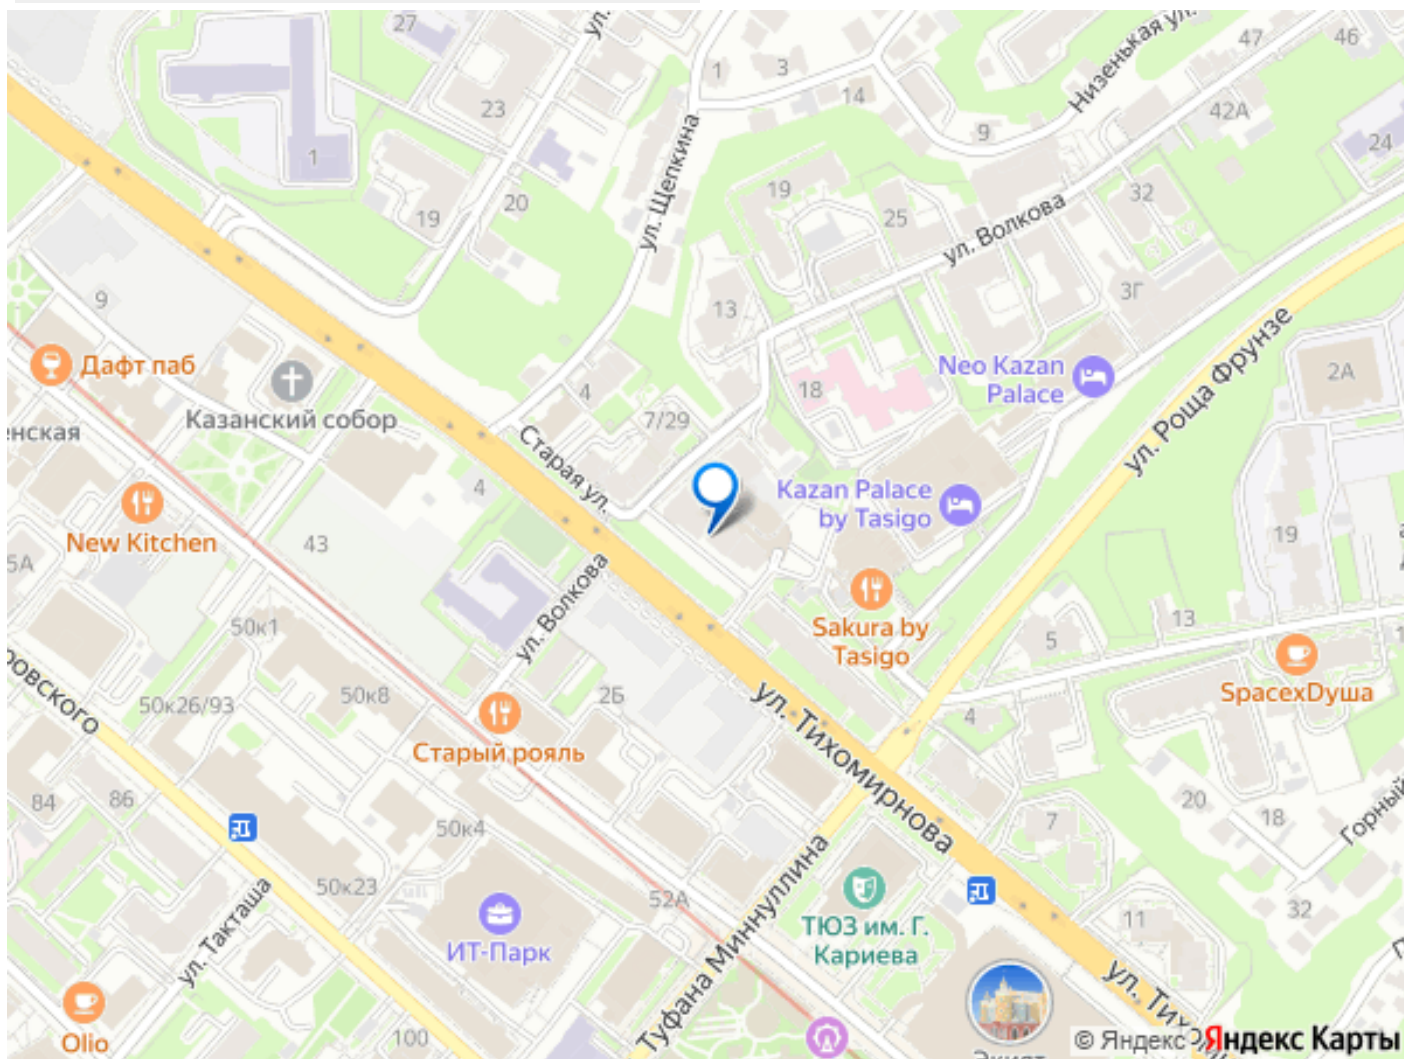 27
ул.
1
3
14
Низенькая ул.
47
46
42А
9
24
23
1
ул. Щепкина
19
20
19
25
32
ул. Волкова
3Г
9
13
Дафт паб
Казанский собор
4
7/29
18
Neo Kazan
Palace
ул. Роща Фрунзе
2А
енская
Старая ул.
4
Kazan Palace
by Tasigo
New Kitchen
43
5А
19
ул. Волкова
Sakura by
Tasigo
13
5
50к1
SpacexDуша
50к8
2Б
50к26/93
ровского
ул. Тихомирнова
4
Старый рояль
84
86
50к4
7
20
18
Горный
50к23
ул. Такташа
52А
ИТ-Парк
Туфана Миннуллина
ТЮЗ им. Г.
Кариева
11
32
Olio
100
Экият
ул. Тихо
© Яндекс
Яндекс Карты